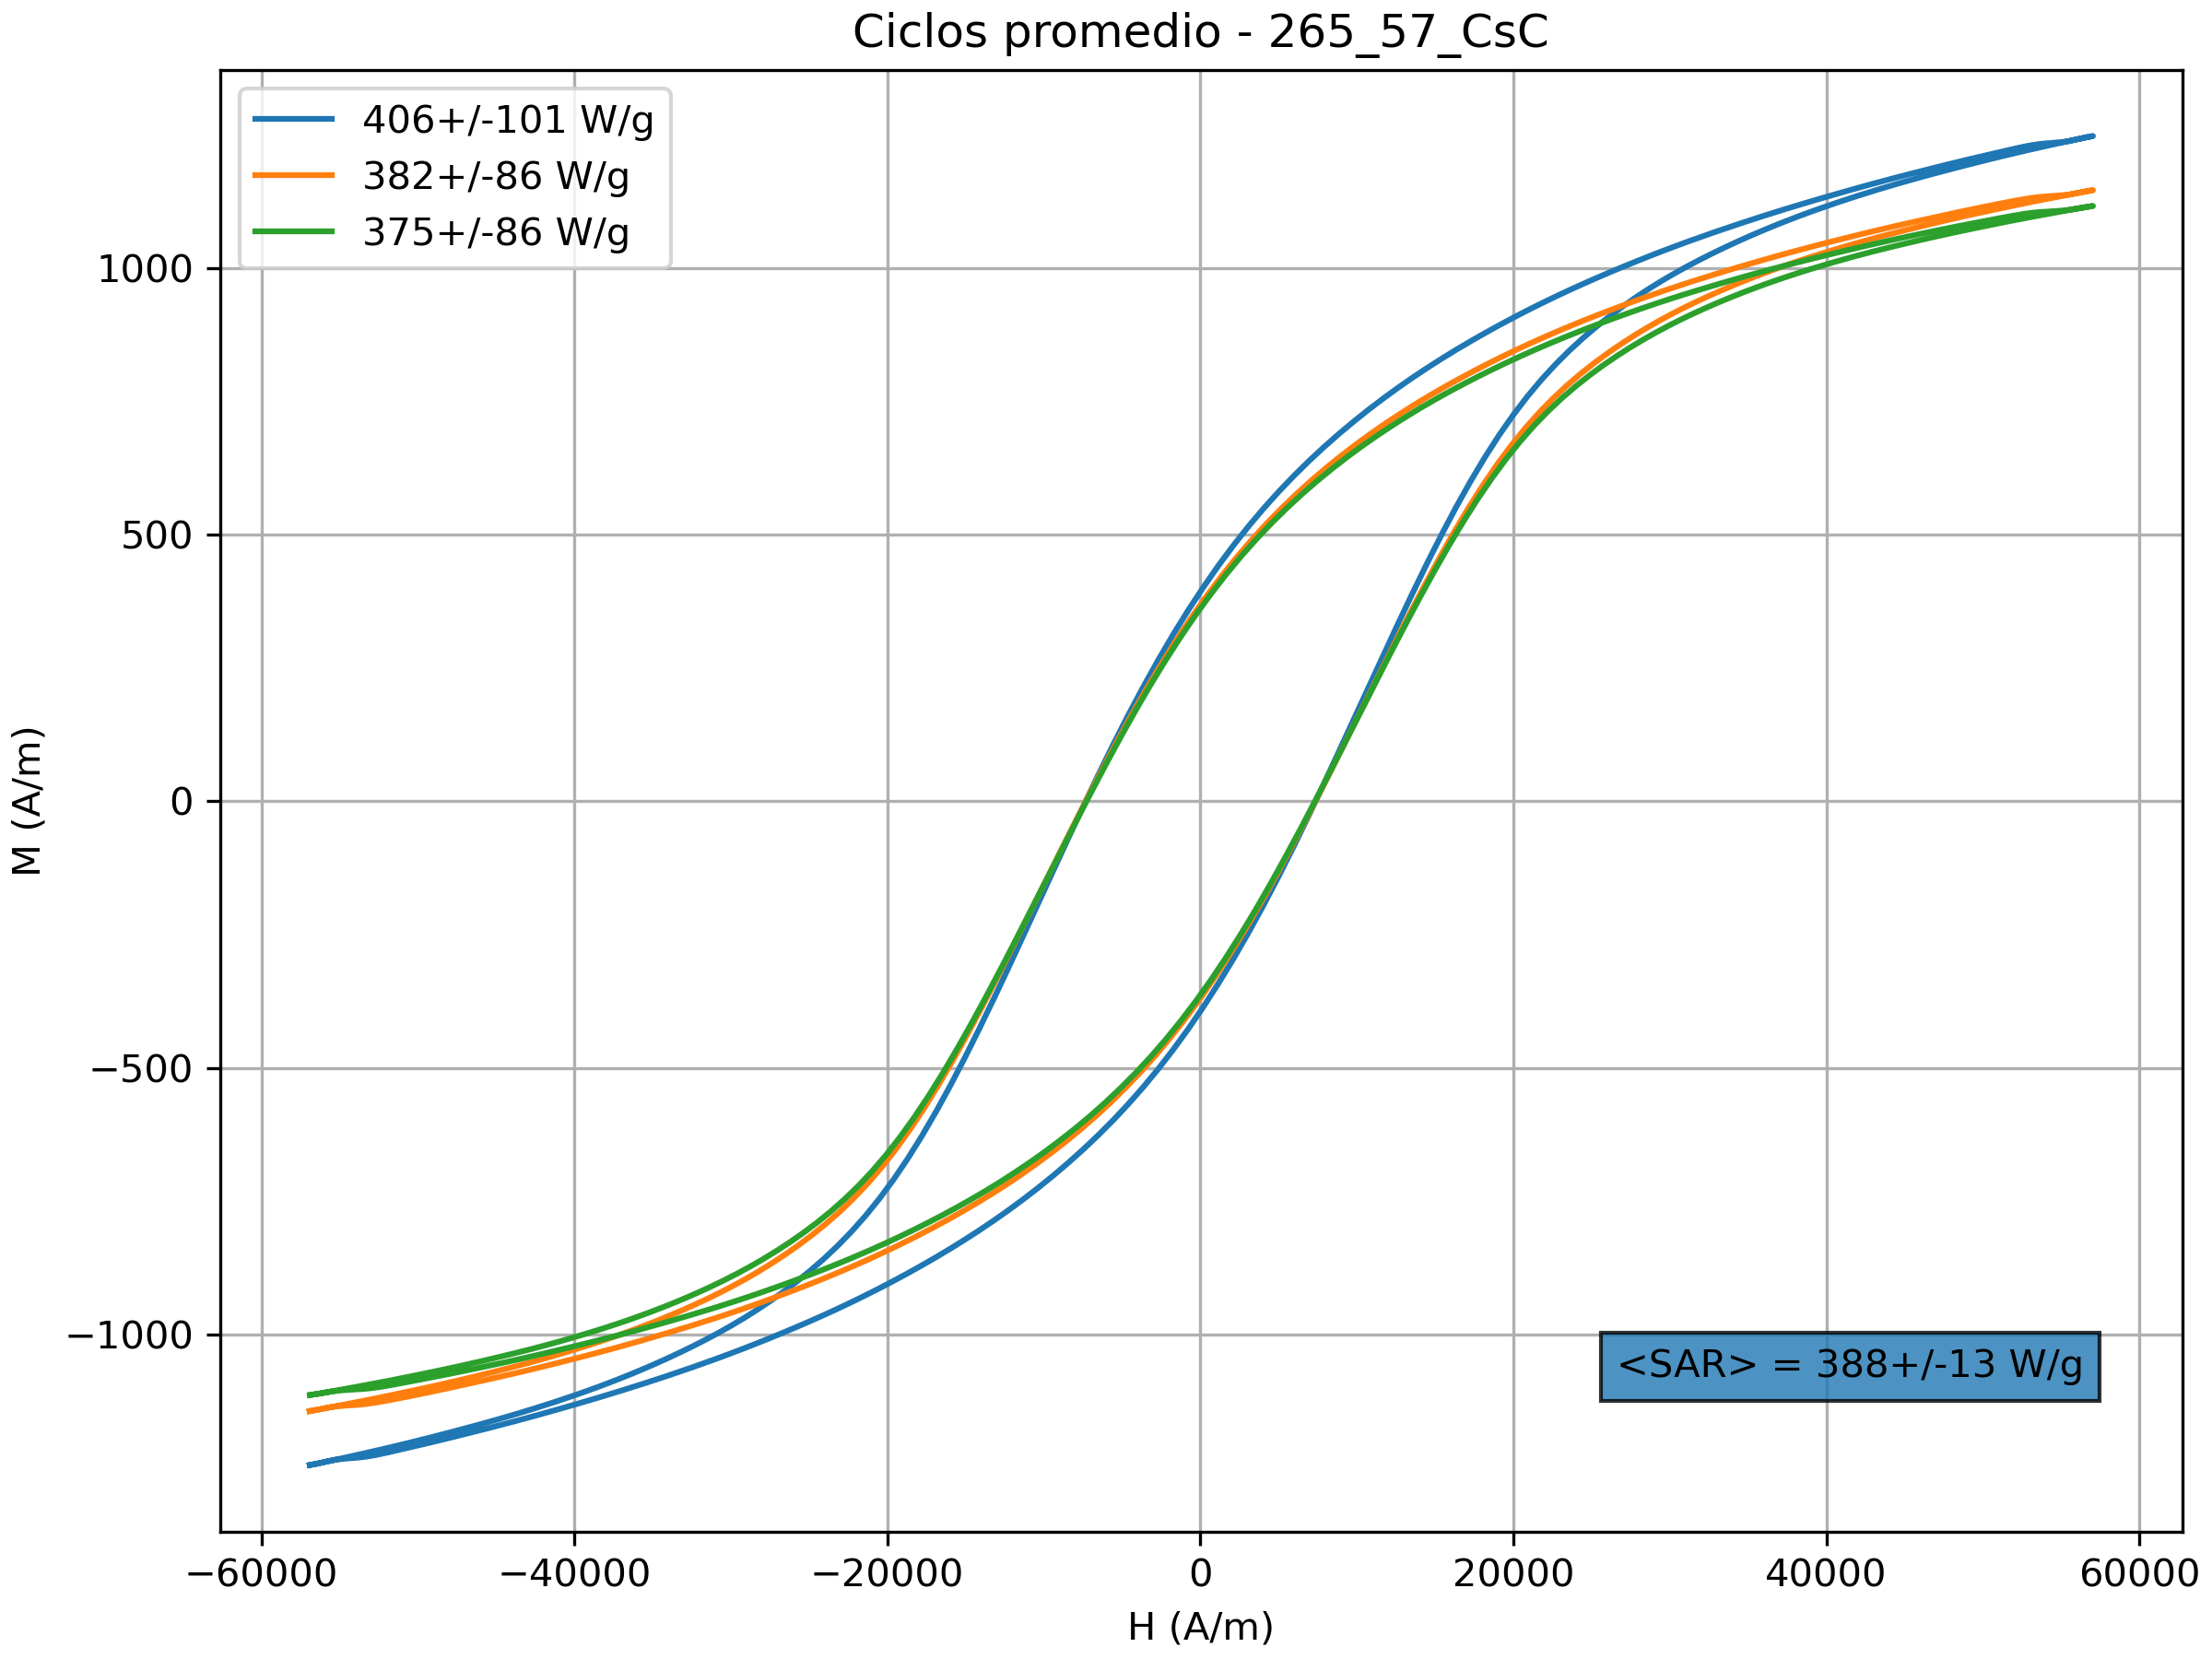 Ciclos promedio - 265_57_CsC
406+/-101 W/g
382+/-86 W/g
375+/-86 W/g
1000
500
0
−500
−1000
M (A/m)
<SAR> = 388+/-13 W/g
−60000
−40000
−20000
0
20000
40000
60000
H (A/m)